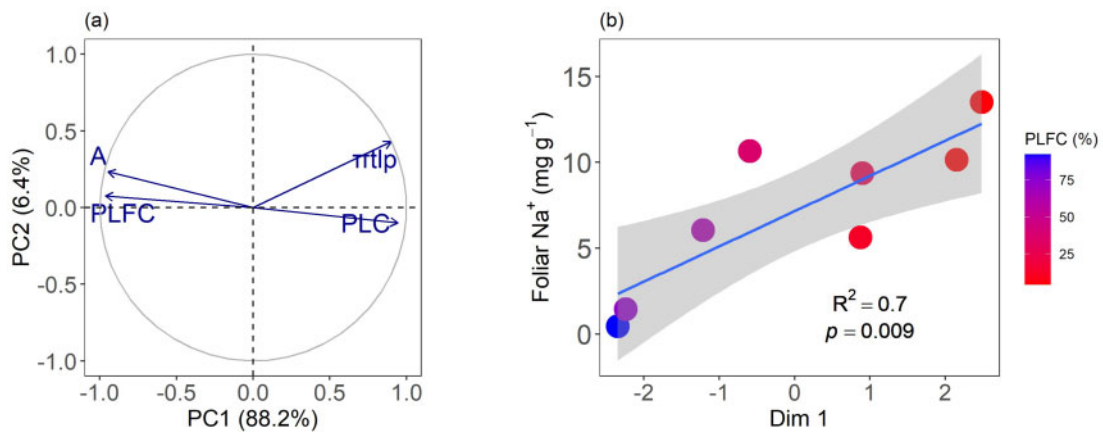 (a)
1.0
0.5
0.0
-0.5
-1.0
PC2 (6.4%)
A
PLFC
πtlp
PLC
-1.0
-0.5
0.0
0.5
1.0
PC1 (88.2%)
(b)
15
10
5
0
Foliar Na⁺ (mg g⁻¹)
R² = 0.7
p = 0.009
-2
-1
0
1
2
Dim 1
PLFC (%)
75
50
25